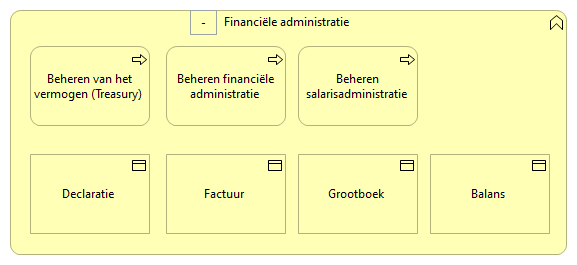 - Financiële administratie
Beheren van het
vermogen (Treasury)
Beheren financiële
administratie
Beheren
salarisadministratie
Declaratie
Factuur
Grootboek
Balans